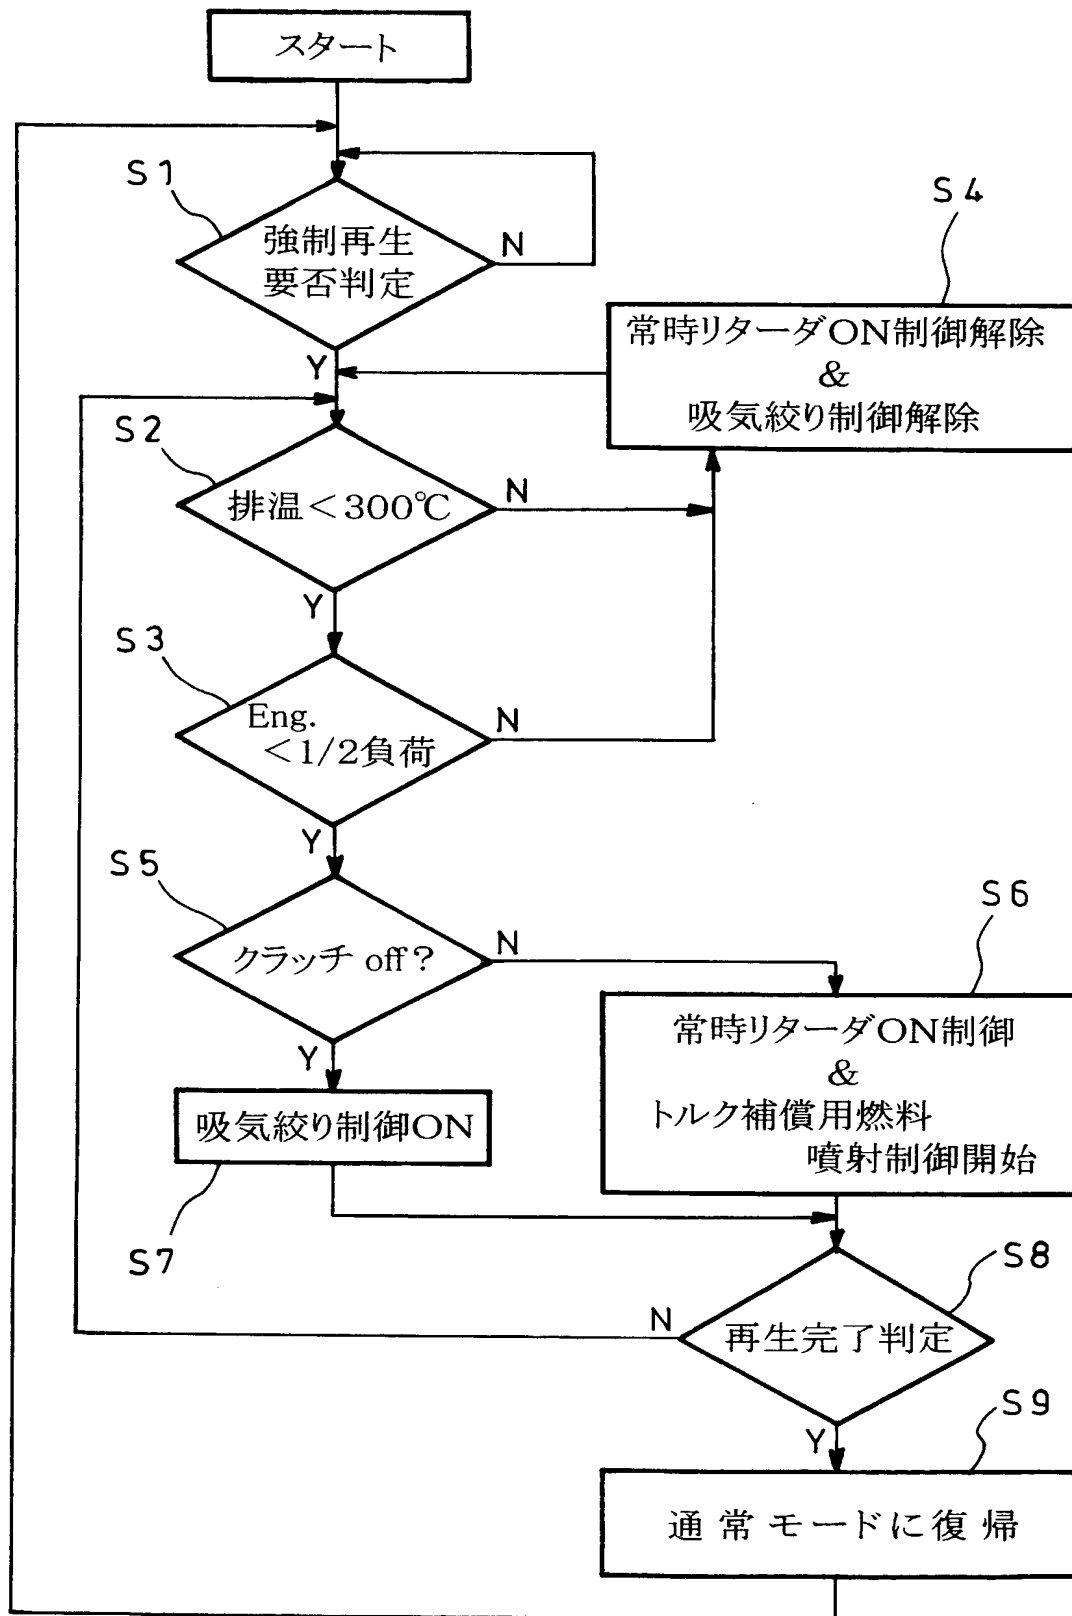 スタート
S1
強制再生
要否判定
N
Y
S4
常時リターダON制御解除
&
吸気絞り制御解除
S2
排温<300℃
N
Y
S3
Eng.
<1/2負荷
N
Y
S5
クラッチ off?
N
Y
S6
常時リターダON制御
&
トルク補償用燃料
噴射制御開始
吸気絞り制御ON
S7
S8
再生完了判定
N
Y
S9
通常モードに復帰